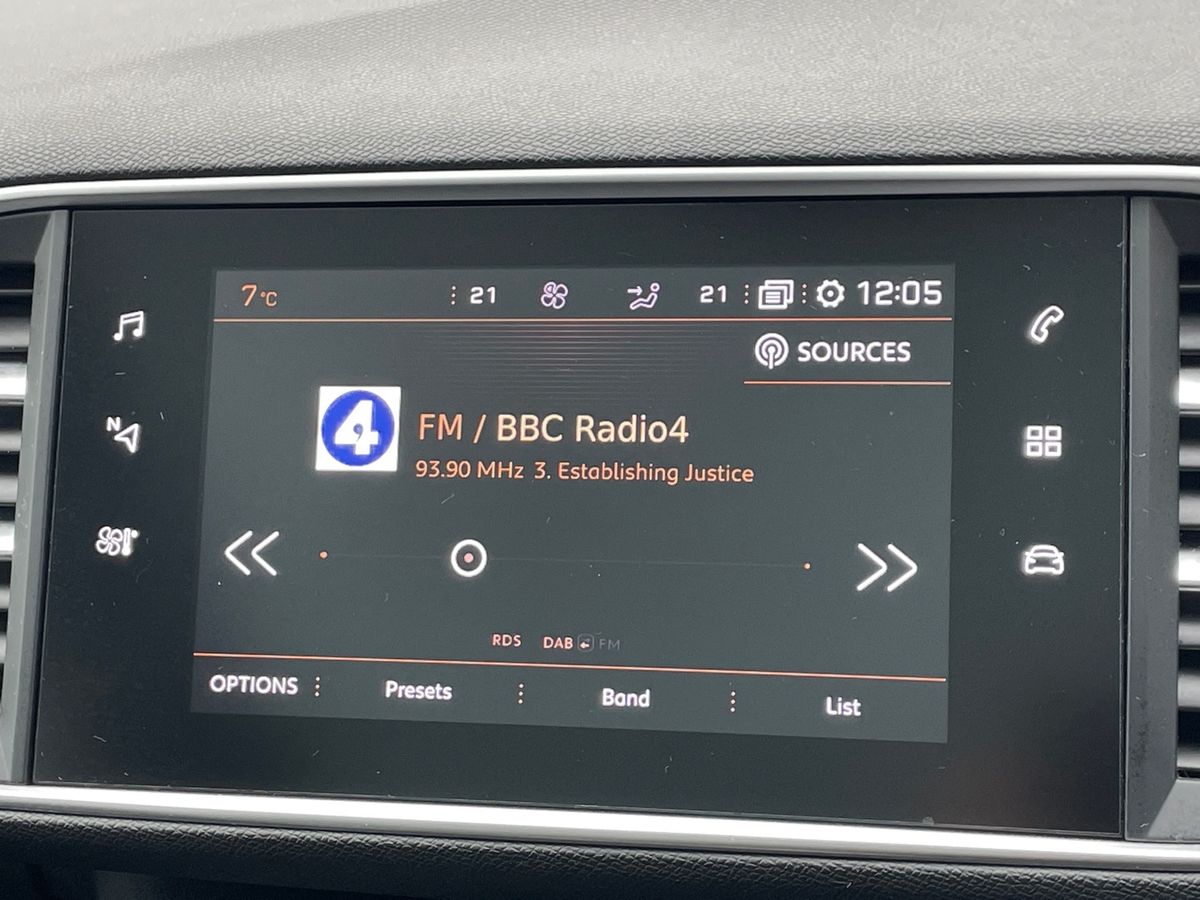 7°C 21 21 12:05
SOURCES
4
FM / BBC Radio4
93.90 MHz 3. Establishing Justice
N
RDS DAB FM
OPTIONS Presets Band List